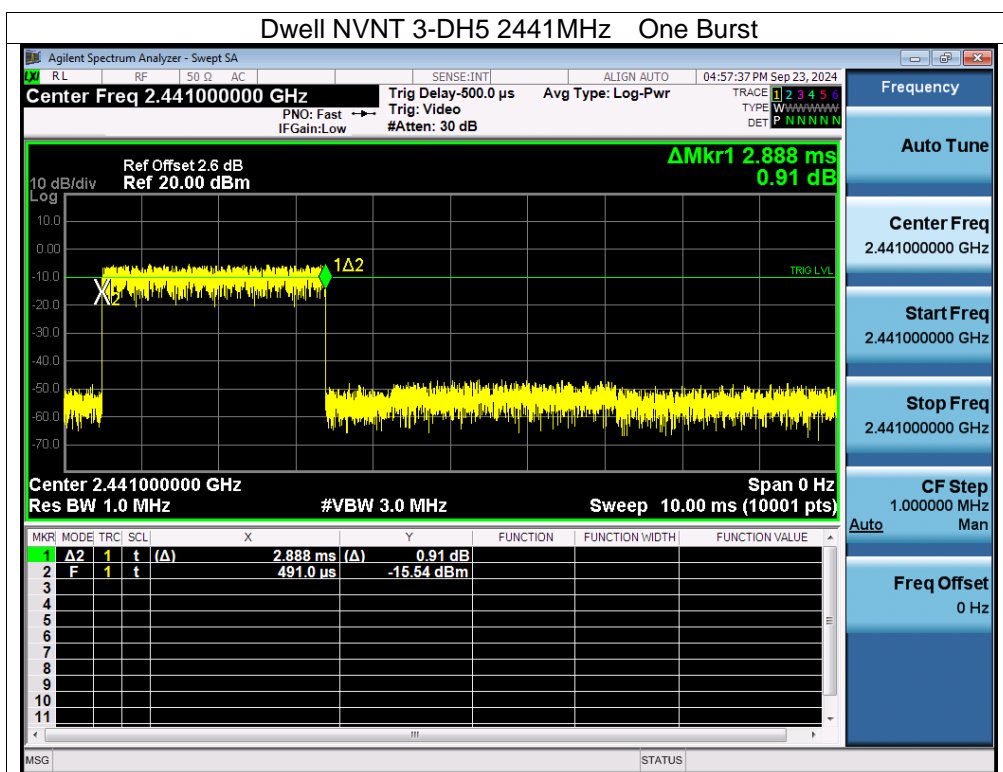 Dwell NVNT 3-DH5 2441MHz One Burst
Agilent Spectrum Analyzer - Swept SA
LXI RL RF 50 Ω AC SENSE:INT ALIGN AUTO 04:57:37 PM Sep 23, 2024
Center Freq 2.441000000 GHz Trig Delay-500.0 µs Avg Type: Log-Pwr TRACE 1 2 3 4 5 6
PNO: Fast Trig: Video TYPE WWWWWW
IFGain:Low #Atten: 30 dB DET P N N N N N
Frequency
Auto Tune
Center Freq
2.441000000 GHz
Start Freq
2.441000000 GHz
Stop Freq
2.441000000 GHz
CF Step
1.000000 MHz
Auto Man
Freq Offset
0 Hz
ΔMkr1 2.888 ms
0.91 dB
Ref Offset 2.6 dB
10 dB/div Ref 20.00 dBm
Log
10.0
0.00
-10.0
-20.0
-30.0
-40.0
-50.0
-60.0
-70.0
1Δ2
2
TRIG LVL
Center 2.441000000 GHz Span 0 Hz
Res BW 1.0 MHz #VBW 3.0 MHz Sweep 10.00 ms (10001 pts)
MKR MODE TRC SCL X Y FUNCTION FUNCTION WIDTH FUNCTION VALUE
1 Δ2 1 t (Δ) 2.888 ms (Δ) 0.91 dB
2 F 1 t 491.0 µs -15.54 dBm
3
4
5
6
7
8
9
10
11
MSG STATUS